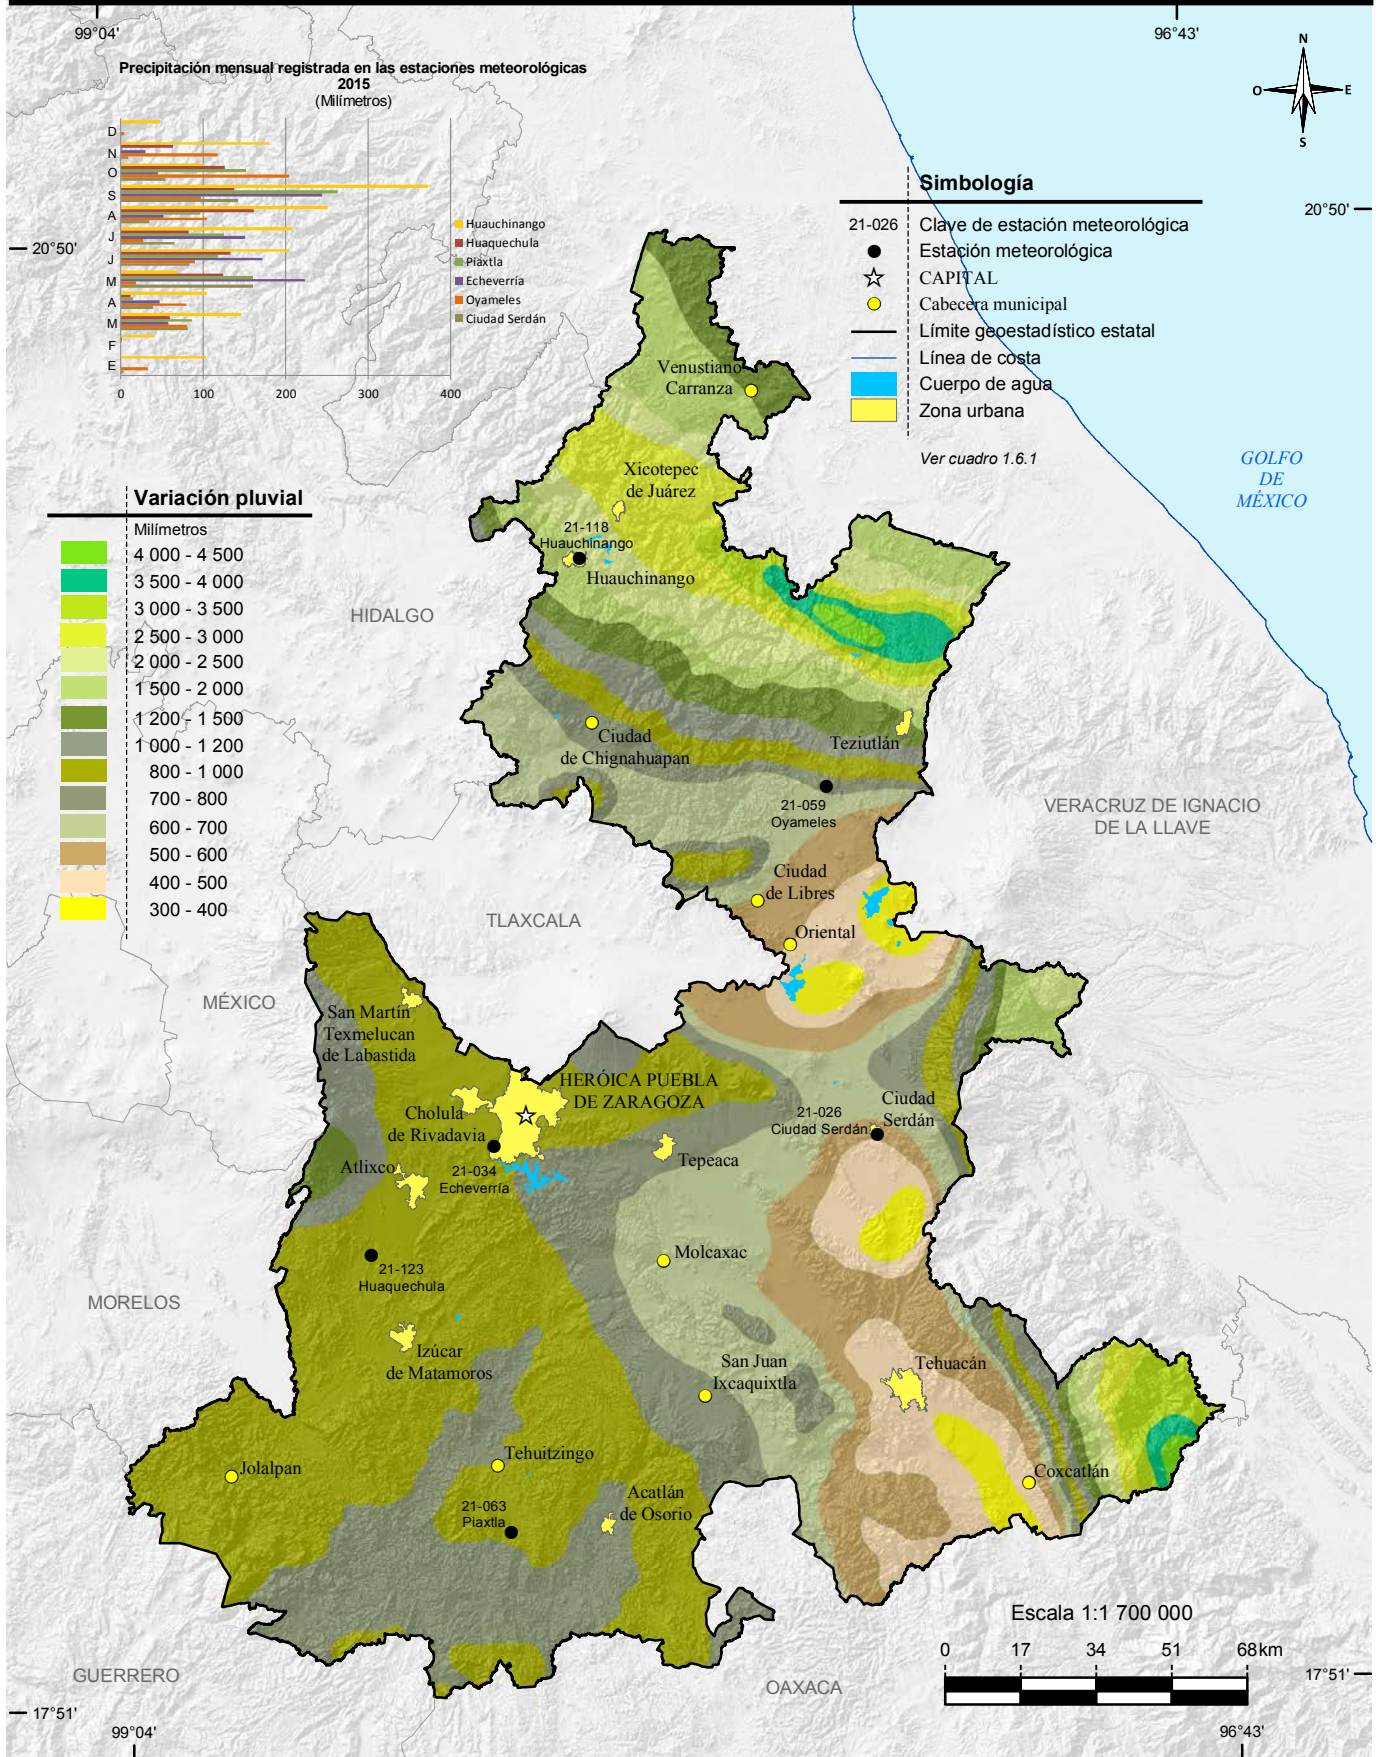 99°04'
96°43'
Precipitación mensual registrada en las estaciones meteorológicas
2015
(Milímetros)
D
N
O
S
A
J
J
M
A
M
F
E
0
100
200
300
400
Huauchinango
Huaquechula
Piaxtla
Echeverría
Oyameles
Ciudad Serdán
N
O
E
S
20°50'
20°50'
Simbología
21-026
Clave de estación meteorológica
Estación meteorológica
CAPITAL
Cabecera municipal
Límite geoestadístico estatal
Línea de costa
Cuerpo de agua
Zona urbana
Ver cuadro 1.6.1
GOLFO
DE
MÉXICO
Variación pluvial
Milímetros
4 000 - 4 500
3 500 - 4 000
3 000 - 3 500
2 500 - 3 000
2 000 - 2 500
1 500 - 2 000
1 200 - 1 500
1 000 - 1 200
800 - 1 000
700 - 800
600 - 700
500 - 600
400 - 500
300 - 400
Venustiano
Carranza
Xicotepec
de Juárez
21-118
Huauchinango
Huauchinango
HIDALGO
Ciudad
de Chignahuapan
Teziutlán
21-059
Oyameles
VERACRUZ DE IGNACIO
DE LA LLAVE
Ciudad
de Libres
Oriental
TLAXCALA
MÉXICO
San Martín
Texmelucan
de Labastida
HERÓICA PUEBLA
DE ZARAGOZA
Cholula
de Rivadavia
Ciudad
Serdán
21-026
Ciudad Serdán
Tepeaca
Atlixco
21-034
Echeverría
Molcaxac
21-123
Huaquechula
MORELOS
Izúcar
de Matamoros
San Juan
Ixcaquixtla
Tehuacán
Tehuitzingo
Jolalpan
Coxcatlán
21-063
Piaxtla
Acatlán
de Osorio
GUERRERO
OAXACA
Escala 1:1 700 000
0
17
34
51
68km
17°51'
17°51'
99°04'
96°43'